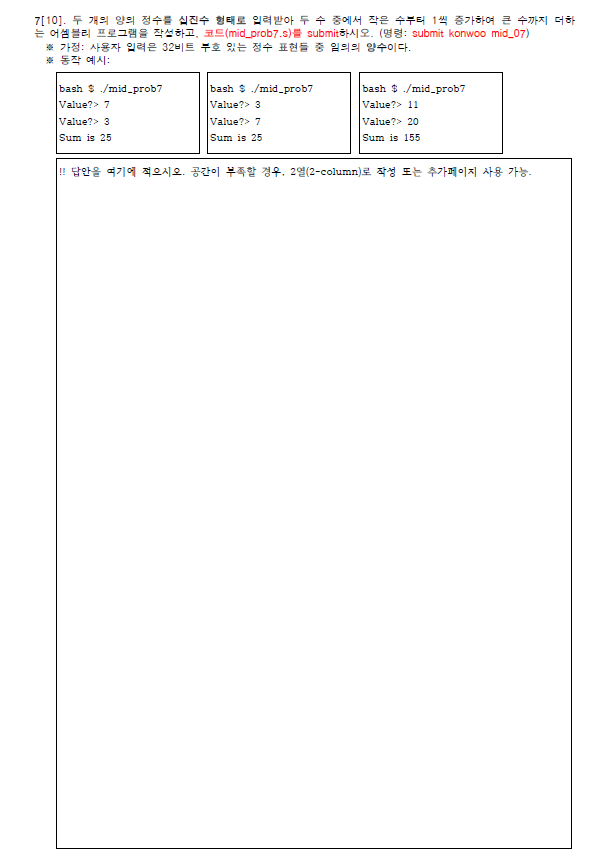 7[10]. 두 개의 양의 정수를 십진수 형태로 입력받아 두 수 중에서 작은 수부터 1씩 증가하여 큰 수까지 더하
는 어셈블리 프로그램을 작성하고, 코드(mid_prob7.s)를 submit하시오. (명령: submit konwoo mid_07)
※ 가정: 사용자 입력은 32비트 부호 있는 정수 표현들 중 임의의 양수이다.
※ 동작 예시:
bash $ ./mid_prob7
Value?> 7
Value?> 3
Sum is 25
bash $ ./mid_prob7
Value?> 3
Value?> 7
Sum is 25
bash $ ./mid_prob7
Value?> 11
Value?> 20
Sum is 155
!! 답안을 여기에 적으시오. 공간이 부족할 경우, 2열(2-column)로 작성 또는 추가페이지 사용 가능.